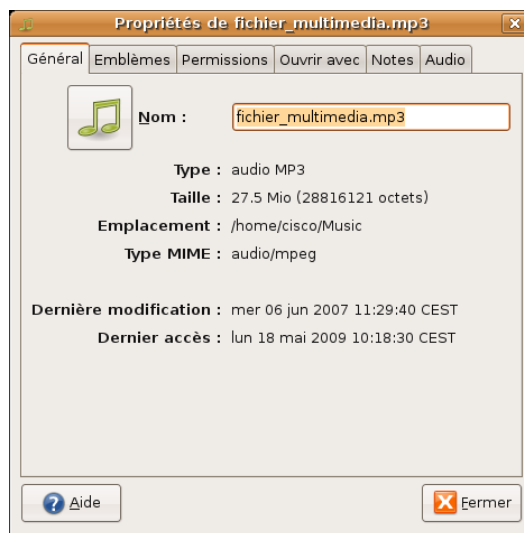 Propriétés de fichier_multimedia.mp3
Général Emblèmes Permissions Ouvrir avec Notes Audio
Nom : fichier_multimedia.mp3
Type : audio MP3
Taille : 27.5 Mio (28816121 octets)
Emplacement : /home/cisco/Music
Type MIME : audio/mpeg
Dernière modification : mer 06 jun 2007 11:29:40 CEST
Dernier accès : lun 18 mai 2009 10:18:30 CEST
Aide Fermer